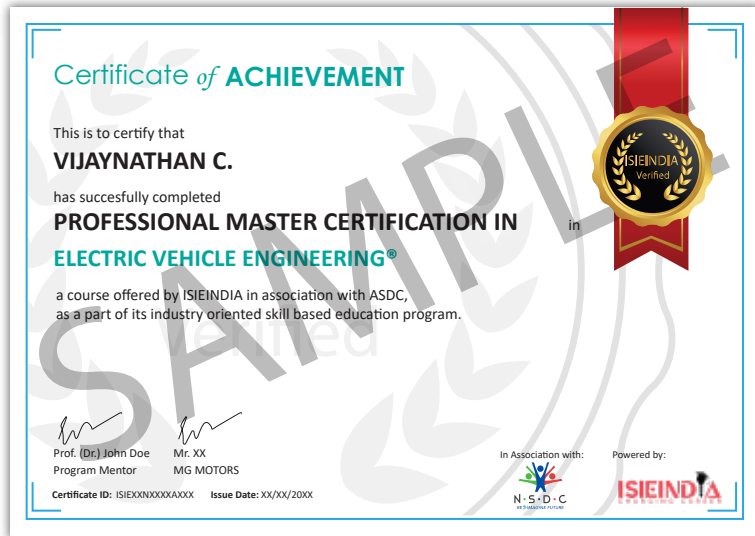 Certificate of ACHIEVEMENT
This is to certify that
VIJAYNATHAN C.
has succesfully completed
PROFESSIONAL MASTER CERTIFICATION IN in
ELECTRIC VEHICLE ENGINEERING®
a course offered by ISIEINDIA in association with ASDC,
as a part of its industry oriented skill based education program.
Verified
SAMPLE
ISIEINDIA
Verified
Prof. (Dr.) John Doe
Program Mentor
Mr. XX
MG MOTORS
Certificate ID: ISIEXXNXXXXAXXX Issue Date: XX/XX/20XX
In Association with:
N·S·D·C
RE IMAGINE FUTURE
Powered by:
ISIEINDIA